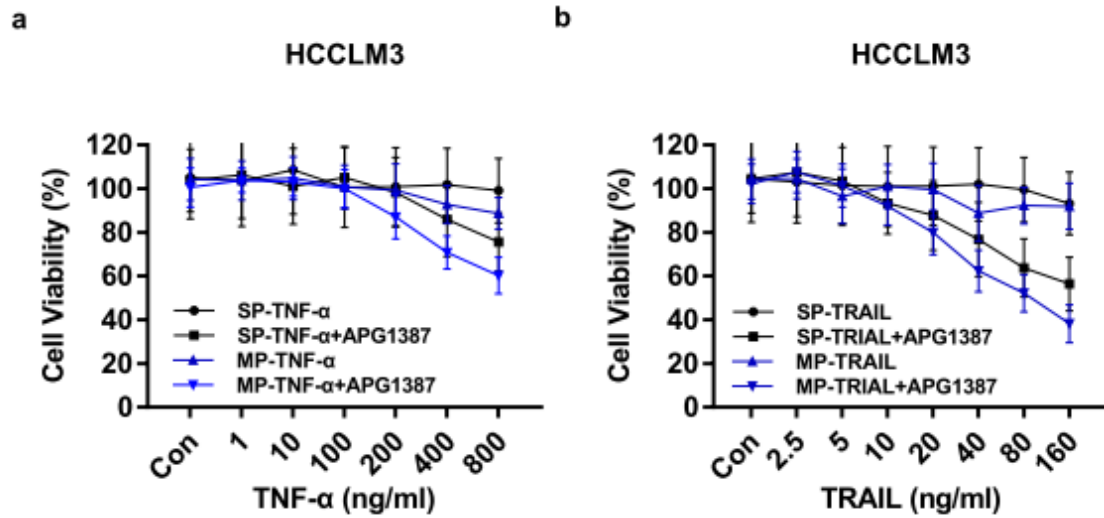 a
HCCLM3
Cell Viability (%)
120
100
80
60
40
20
0
SP-TNF-α
SP-TNF-α+APG1387
MP-TNF-α
MP-TNF-α+APG1387
Con 1 10 100 200 400 800
TNF-α (ng/ml)
b
HCCLM3
Cell Viability (%)
120
100
80
60
40
20
0
SP-TRAIL
SP-TRIAL+APG1387
MP-TRAIL
MP-TRIAL+APG1387
Con 2.5 5 10 20 40 80 160
TRAIL (ng/ml)